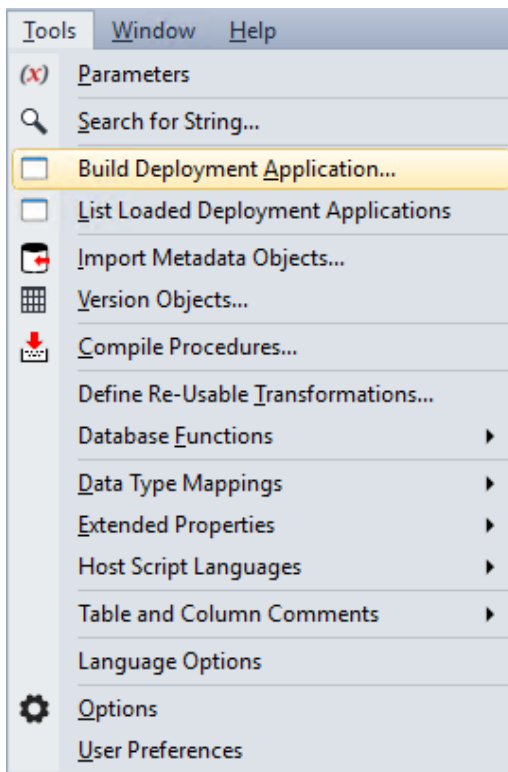 Tools Window Help
(x) Parameters
Search for String...
Build Deployment Application...
List Loaded Deployment Applications
Import Metadata Objects...
Version Objects...
Compile Procedures...
Define Re-Usable Transformations...
Database Functions
Data Type Mappings
Extended Properties
Host Script Languages
Table and Column Comments
Language Options
Options
User Preferences